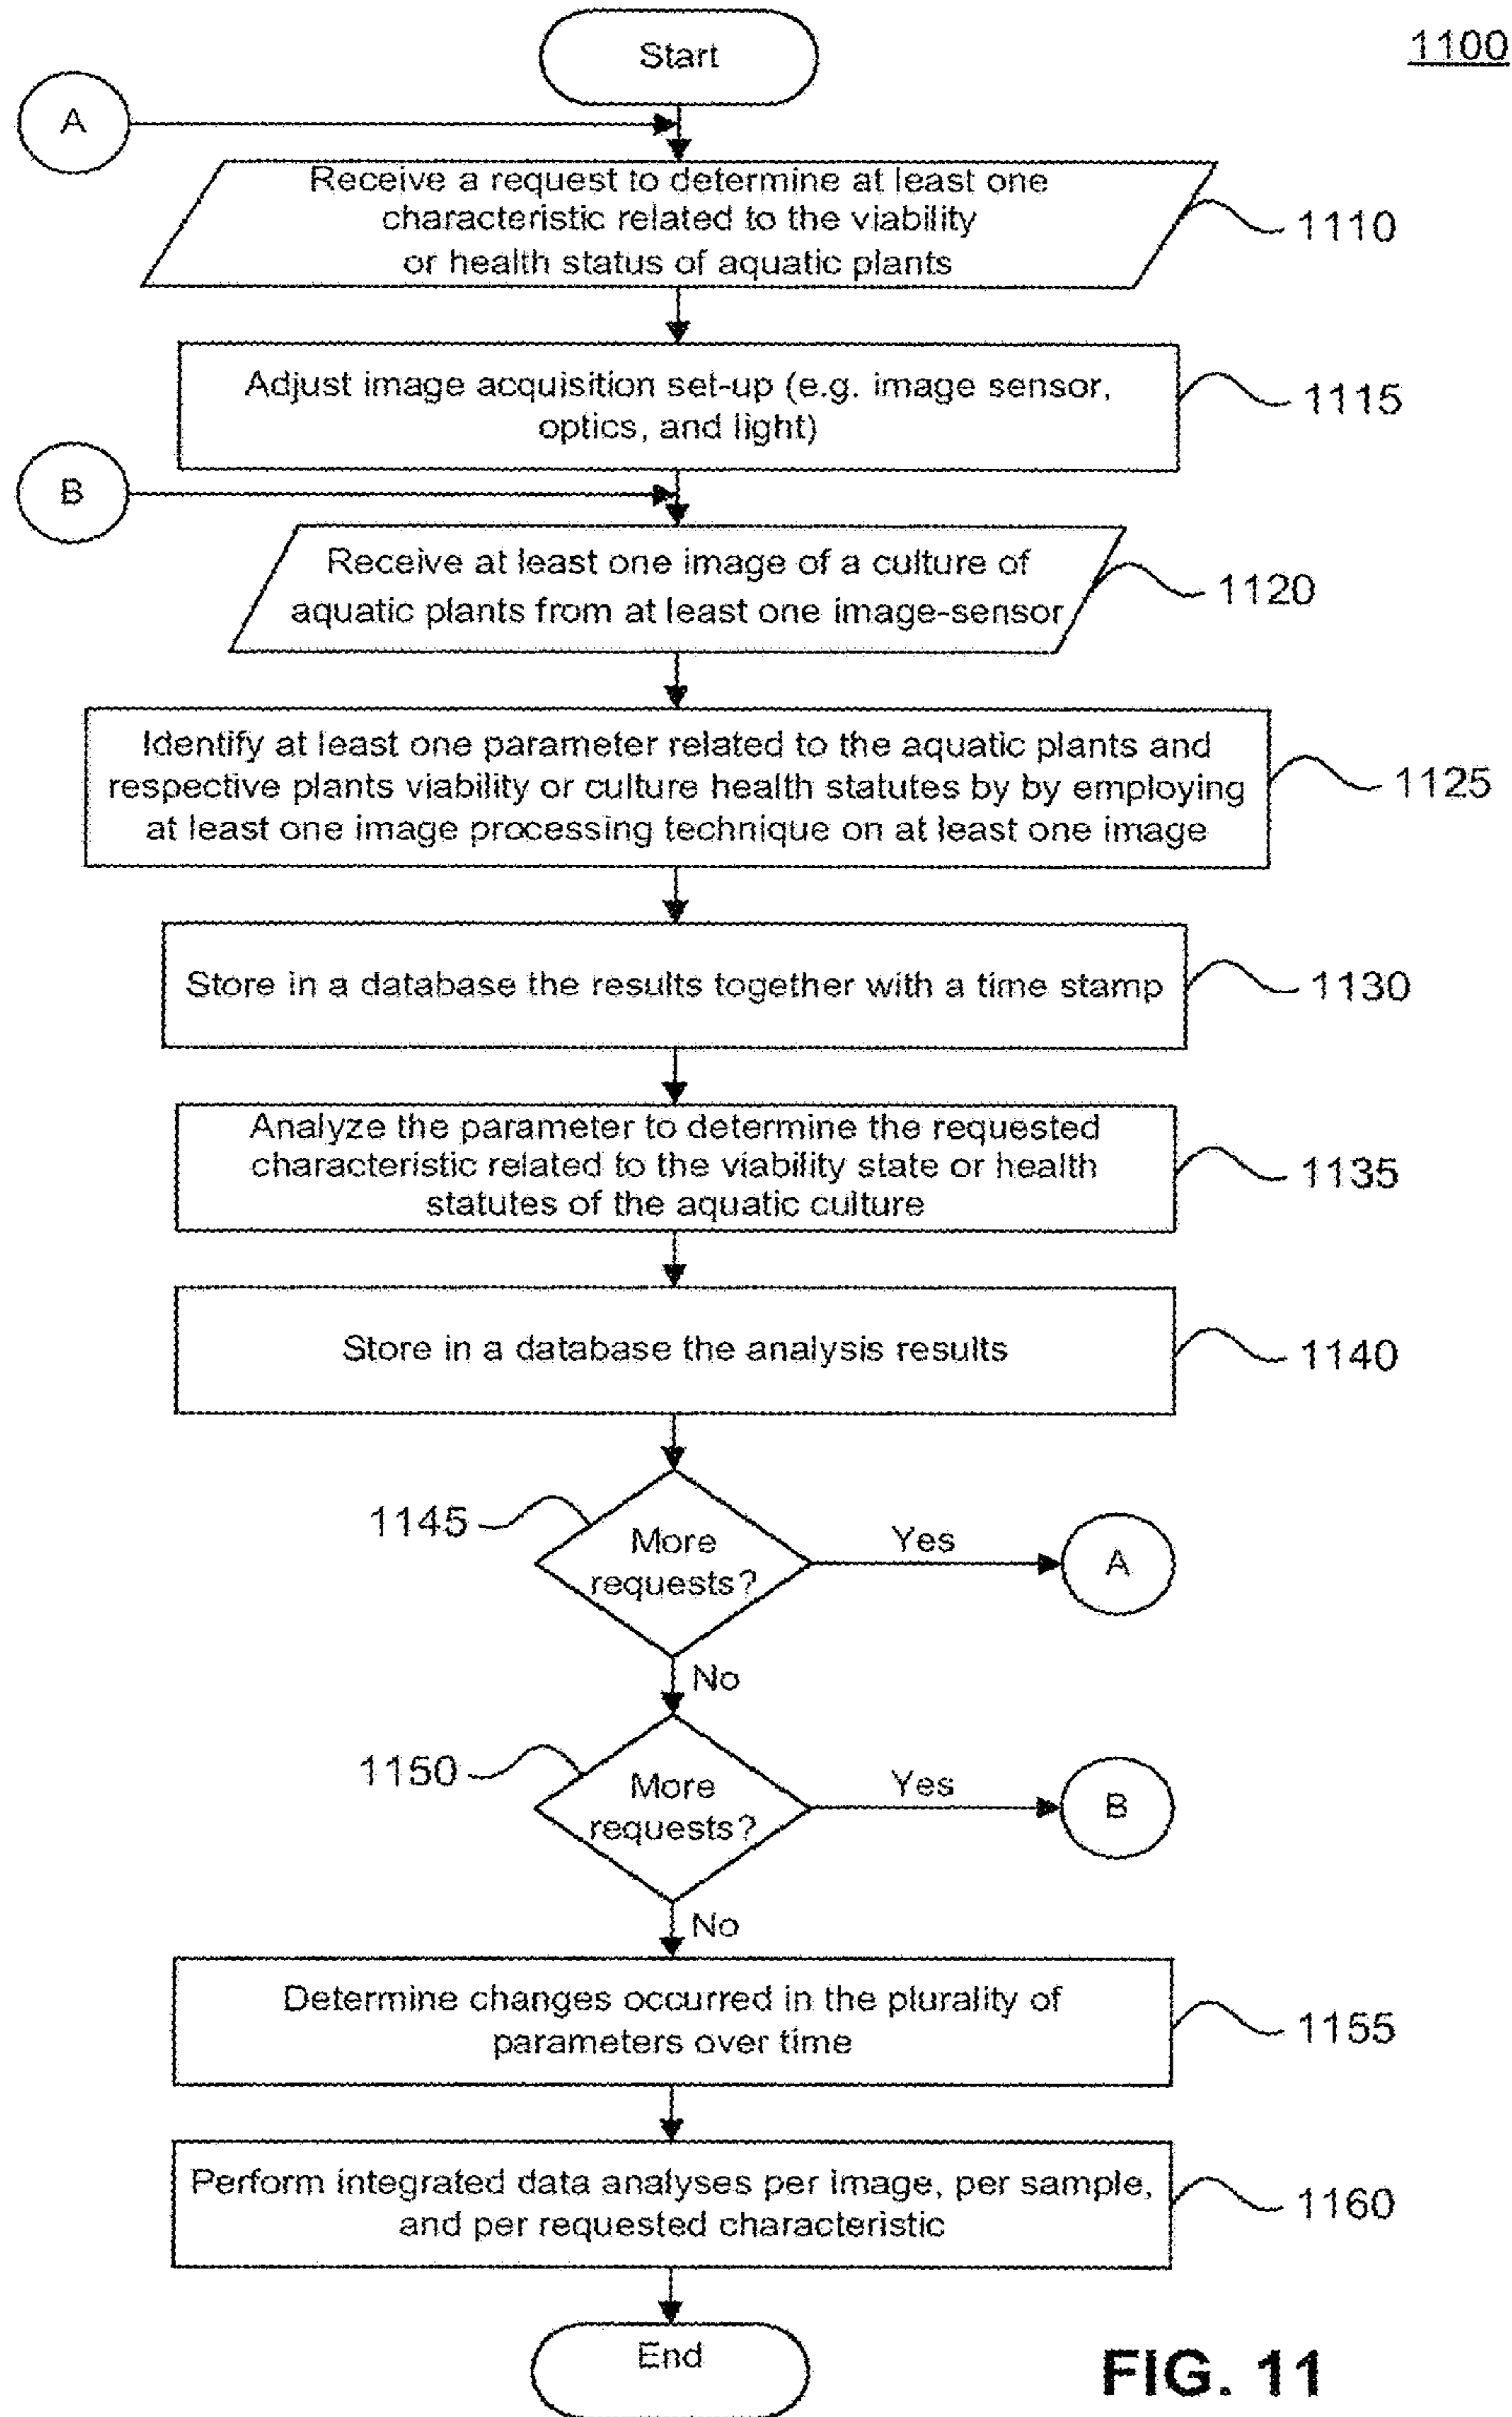 Start
1100
A
Receive a request to determine at least one
characteristic related to the viability
or health status of aquatic plants
1110
Adjust image acquisition set-up (e.g. image sensor,
optics, and light)
1115
B
Receive at least one image of a culture of
aquatic plants from at least one image-sensor
1120
Identify at least one parameter related to the aquatic plants and
respective plants viability or culture health statutes by by employing
at least one image processing technique on at least one image
1125
Store in a database the results together with a time stamp
1130
Analyze the parameter to determine the requested
characteristic related to the viability state or health
statutes of the aquatic culture
1135
Store in a database the analysis results
1140
1145
More
requests?
Yes
A
No
1150
More
requests?
Yes
B
No
Determine changes occurred in the plurality of
parameters over time
1155
Perform integrated data analyses per image, per sample,
and per requested characteristic
1160
End
FIG. 11